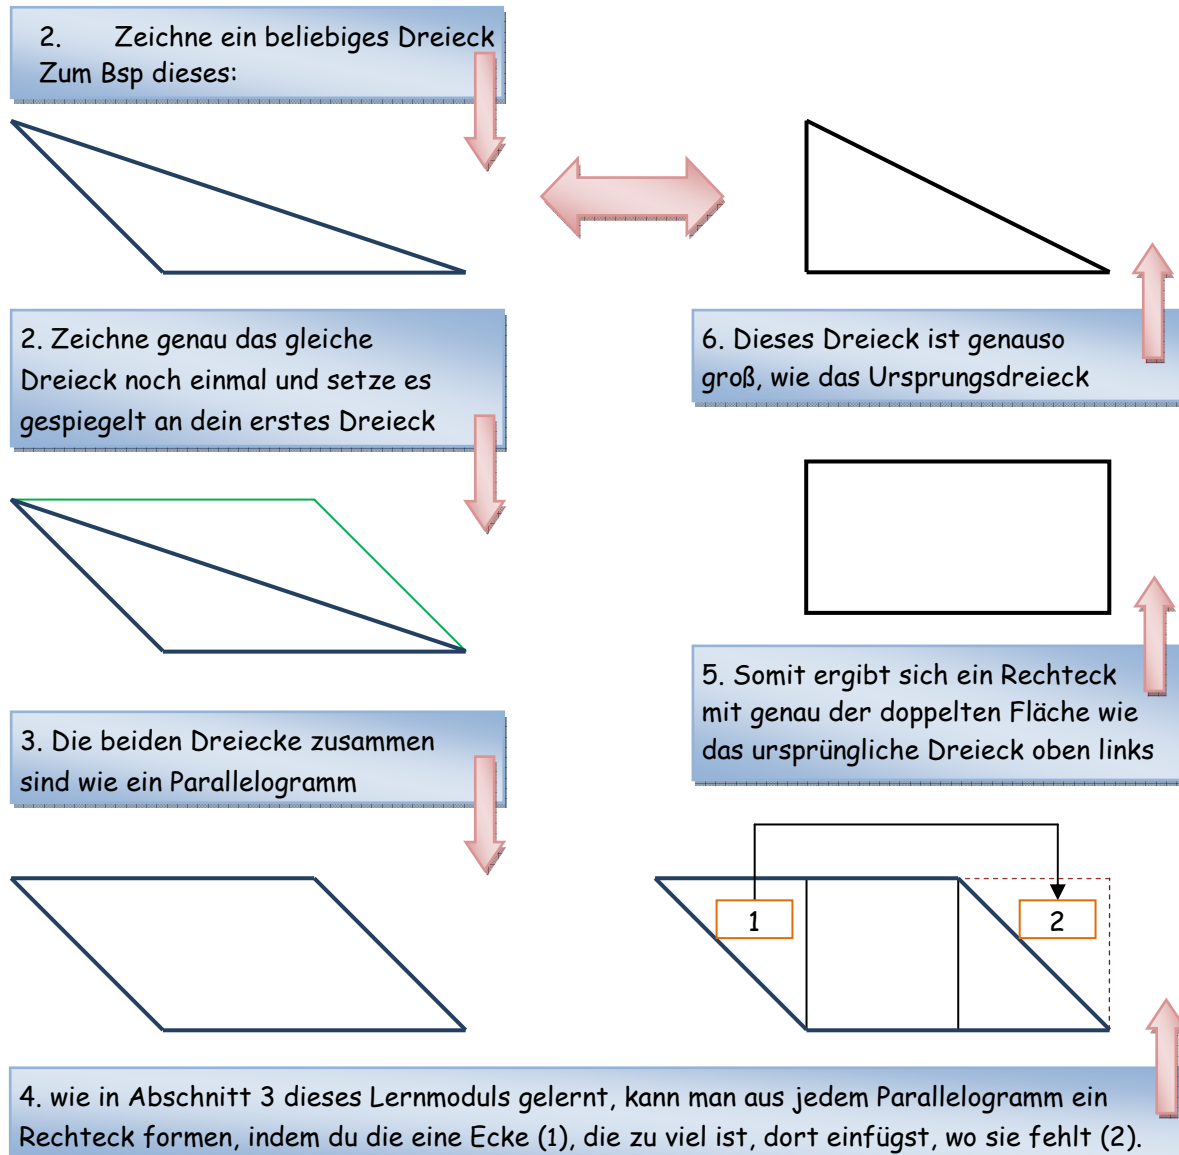 2. Zeichne ein beliebiges Dreieck
Zum Bsp dieses:
2. Zeichne genau das gleiche
Dreieck noch einmal und setze es
gespiegelt an dein erstes Dreieck
3. Die beiden Dreiecke zusammen
sind wie ein Parallelogramm
4. wie in Abschnitt 3 dieses Lernmoduls gelernt, kann man aus jedem Parallelogramm ein
Rechteck formen, indem du die eine Ecke (1), die zu viel ist, dort einfügst, wo sie fehlt (2).
1
2
5. Somit ergibt sich ein Rechteck
mit genau der doppelten Fläche wie
das ursprüngliche Dreieck oben links
6. Dieses Dreieck ist genauso
groß, wie das Ursprungsdreieck